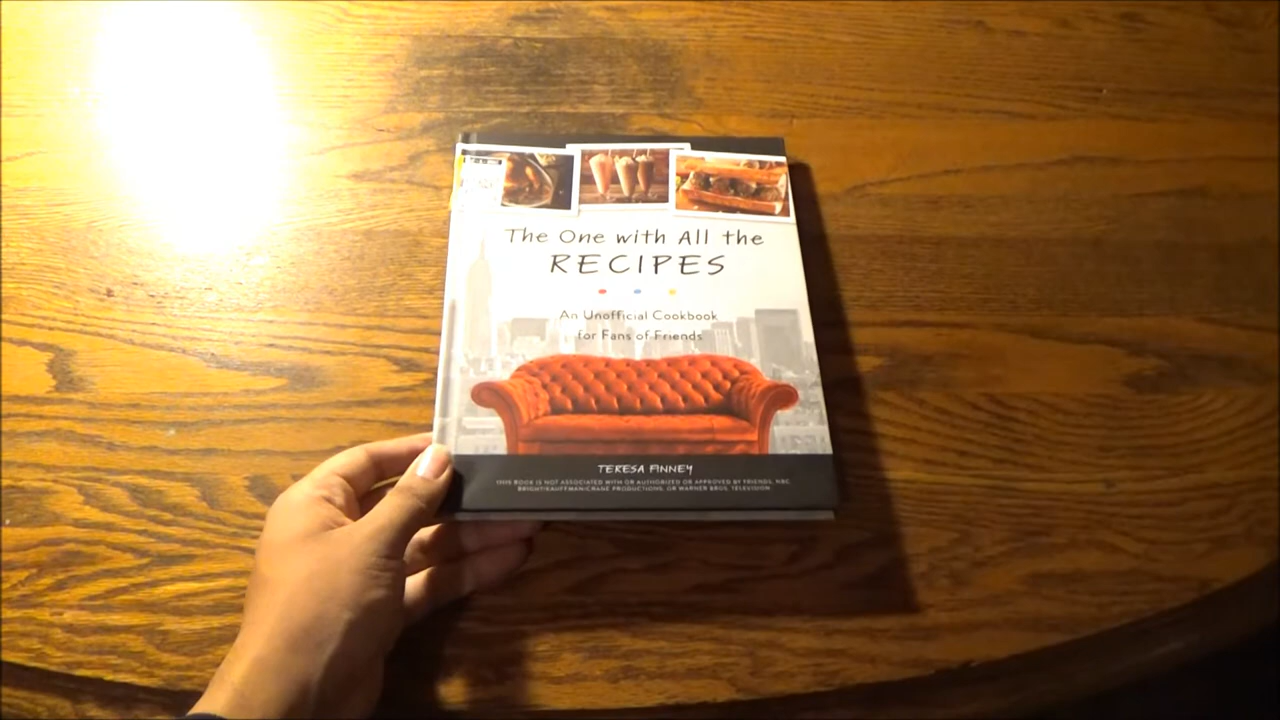 The One with All the
RECIPES
An Unofficial Cookbook
for Fans of Friends
TERESA FINNEY
THIS BOOK IS NOT ASSOCIATED WITH OR AUTHORIZED OR APPROVED BY FRIENDS, NBC,
BRIGHT/KAUFFMAN/CRANE PRODUCTIONS, OR WARNER BROS. TELEVISION